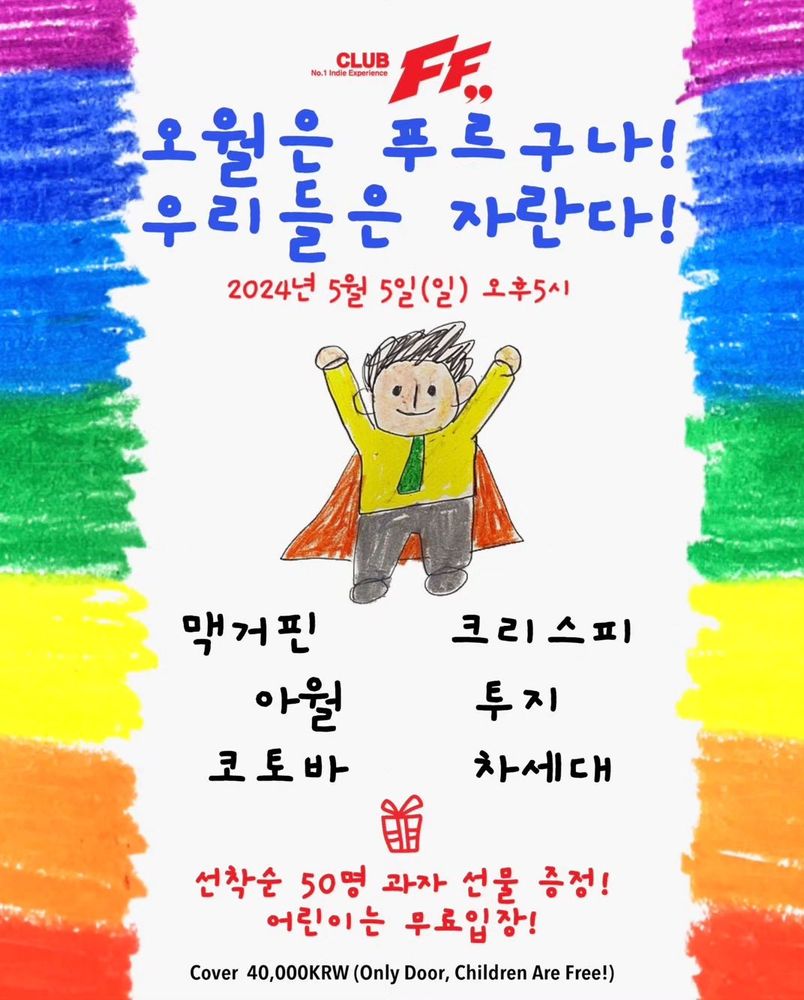 CLUB
No.1 Indie Experience
FF
오월은 푸르구나!
우리들은 자란다!
2024년 5월 5일(일) 오후5시
맥거핀 크리스피
아월 투지
코토바 차세대
선착순 50명 과자 선물 증정!
어린이는 무료입장!
Cover 40,000KRW (Only Door, Children Are Free!)